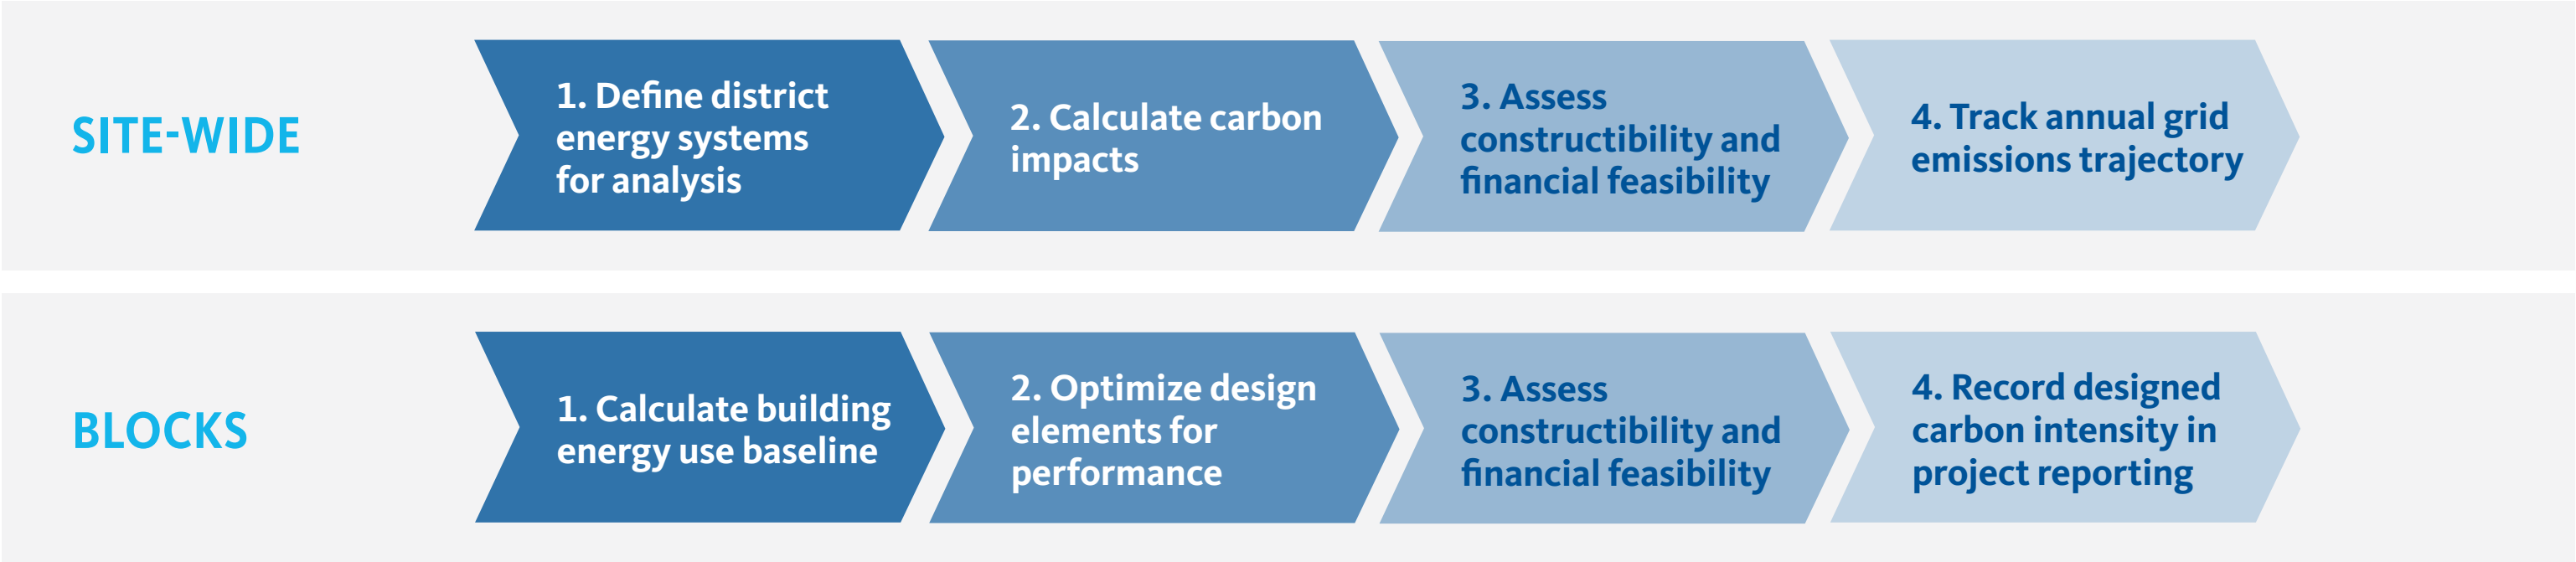 SITE-WIDE
1. Define district
energy systems
for analysis
2. Calculate carbon
impacts
3. Assess
constructibility and
financial feasibility
4. Track annual grid
emissions trajectory
BLOCKS
1. Calculate building
energy use baseline
2. Optimize design
elements for
performance
3. Assess
constructibility and
financial feasibility
4. Record designed
carbon intensity in
project reporting